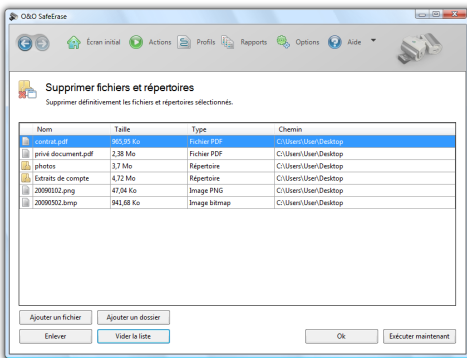 O&O SafeErase
Écran initial Actions Profils Rapports Options Aide
Supprimer fichiers et répertoires
Supprimer définitivement les fichiers et répertoires sélectionnés.
Nom Taille Type Chemin
contrat.pdf 965,95 Ko Fichier PDF C:\Users\User\Desktop
privé document.pdf 2,38 Mo Fichier PDF C:\Users\User\Desktop
photos 3,7 Mo Répertoire C:\Users\User\Desktop
Extraits de compte 4,72 Mo Répertoire C:\Users\User\Desktop
20090102.png 47,04 Ko Image PNG C:\Users\User\Desktop
20090502.bmp 941,68 Ko Image bitmap C:\Users\User\Desktop
Ajouter un fichier Ajouter un dossier
Enlever Vider la liste Ok Exécuter maintenant